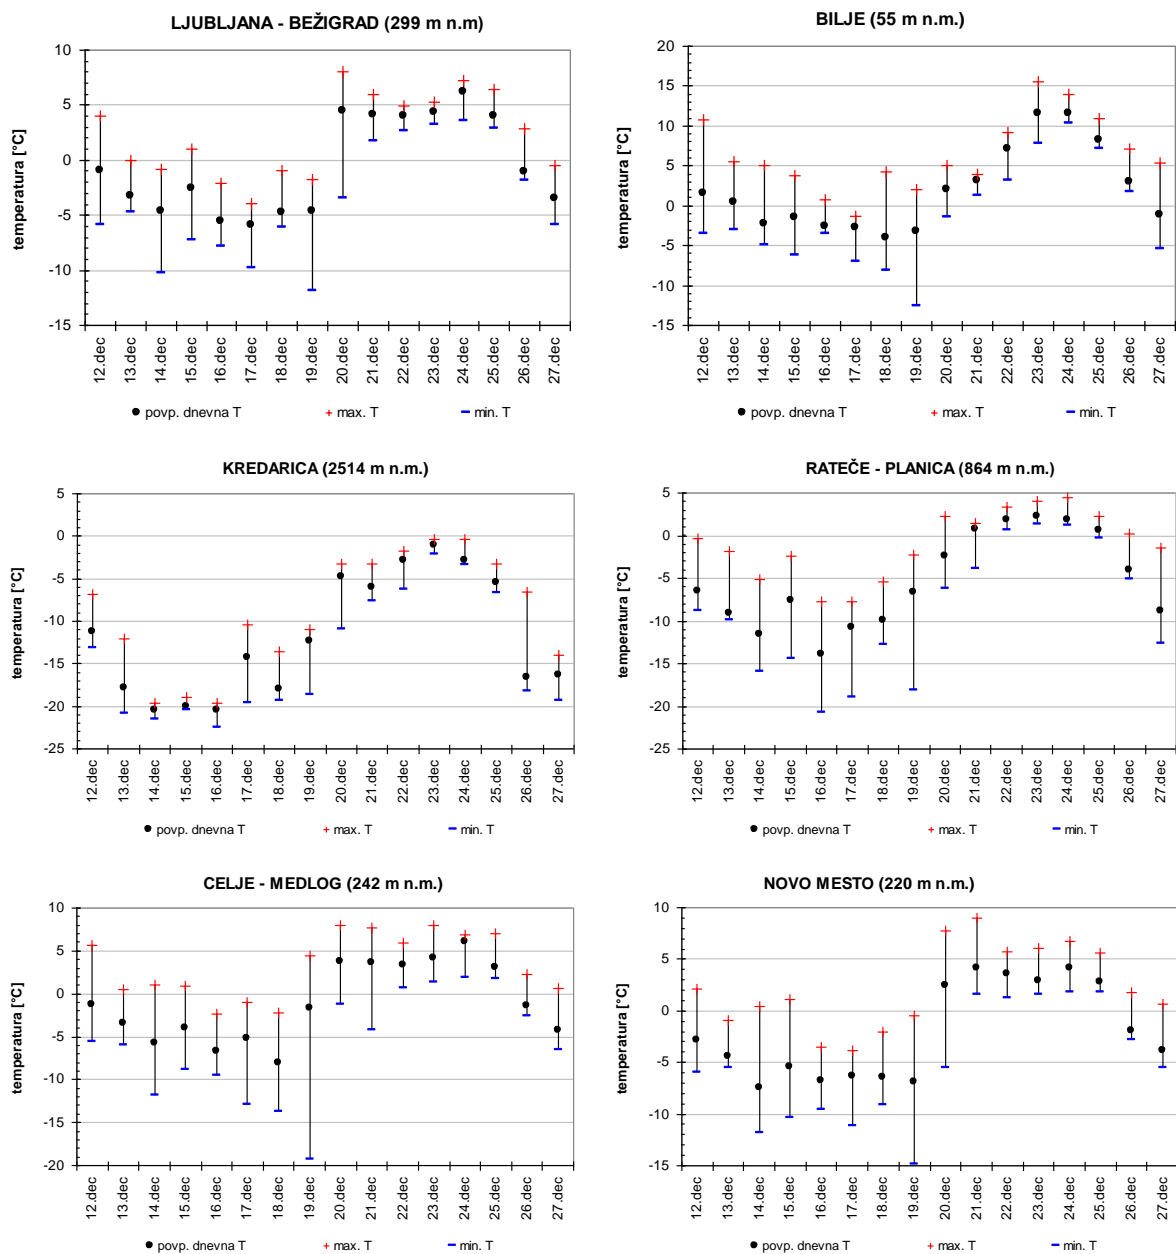 LJUBLJANA - BEŽIGRAD (299 m n.m)
temperatura [°C]
10
5
0
-5
-10
-15
12.dec 13.dec 14.dec 15.dec 16.dec 17.dec 18.dec 19.dec 20.dec 21.dec 22.dec 23.dec 24.dec 25.dec 26.dec 27.dec
povp. dnevna T max. T min. T
BILJE (55 m n.m.)
temperatura [°C]
20
15
10
5
0
-5
-10
-15
12.dec 13.dec 14.dec 15.dec 16.dec 17.dec 18.dec 19.dec 20.dec 21.dec 22.dec 23.dec 24.dec 25.dec 26.dec 27.dec
povp. dnevna T max. T min. T
KREDARICA (2514 m n.m.)
temperatura [°C]
5
0
-5
-10
-15
-20
-25
12.dec 13.dec 14.dec 15.dec 16.dec 17.dec 18.dec 19.dec 20.dec 21.dec 22.dec 23.dec 24.dec 25.dec 26.dec 27.dec
povp. dnevna T max. T min. T
RATEČE - PLANICA (864 m n.m.)
temperatura [°C]
5
0
-5
-10
-15
-20
-25
12.dec 13.dec 14.dec 15.dec 16.dec 17.dec 18.dec 19.dec 20.dec 21.dec 22.dec 23.dec 24.dec 25.dec 26.dec 27.dec
povp. dnevna T max. T min. T
CELJE - MEDLOG (242 m n.m.)
temperatura [°C]
10
5
0
-5
-10
-15
-20
12.dec 13.dec 14.dec 15.dec 16.dec 17.dec 18.dec 19.dec 20.dec 21.dec 22.dec 23.dec 24.dec 25.dec 26.dec 27.dec
povp. dnevna T max. T min. T
NOVO MESTO (220 m n.m.)
temperatura [°C]
10
5
0
-5
-10
-15
12.dec 13.dec 14.dec 15.dec 16.dec 17.dec 18.dec 19.dec 20.dec 21.dec 22.dec 23.dec 24.dec 25.dec 26.dec 27.dec
povp. dnevna T max. T min. T